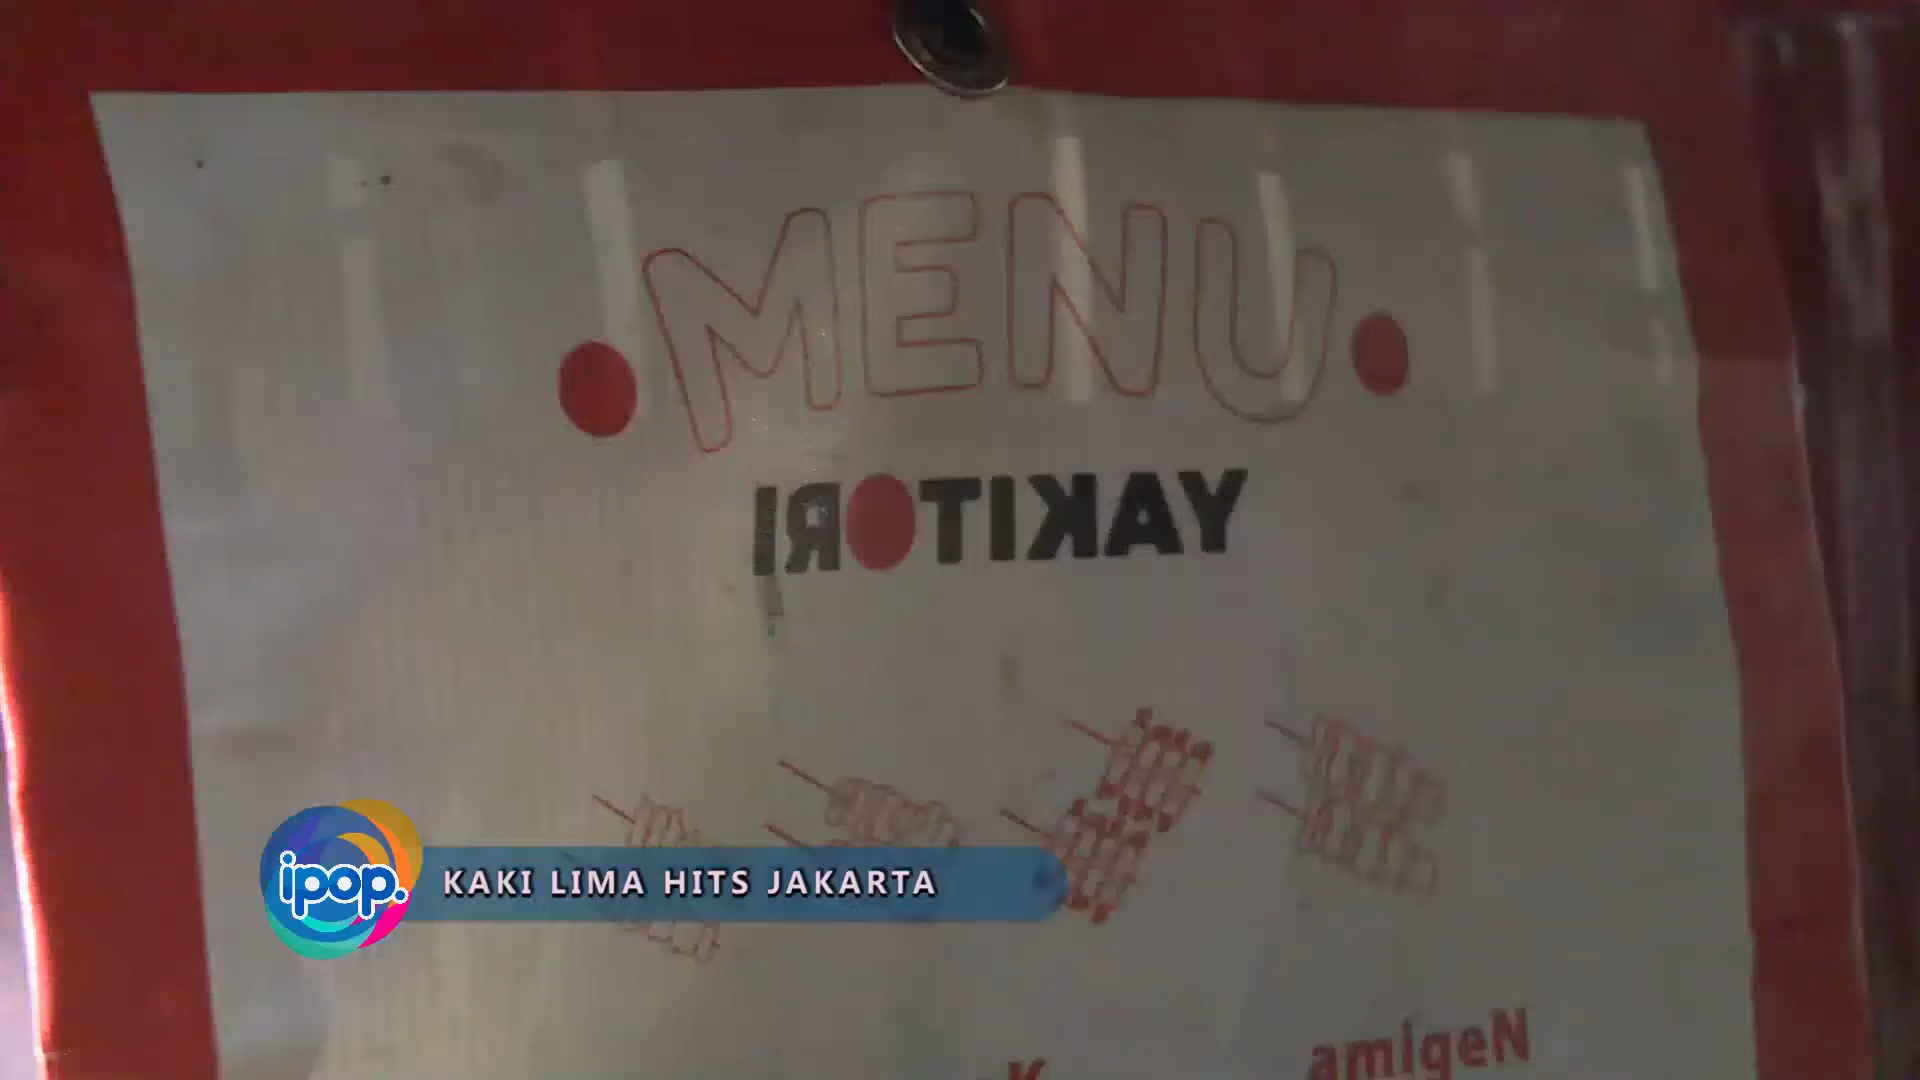 MENU
YAKITORI
ipop.
KAKI LIMA HITS JAKARTA
Negima